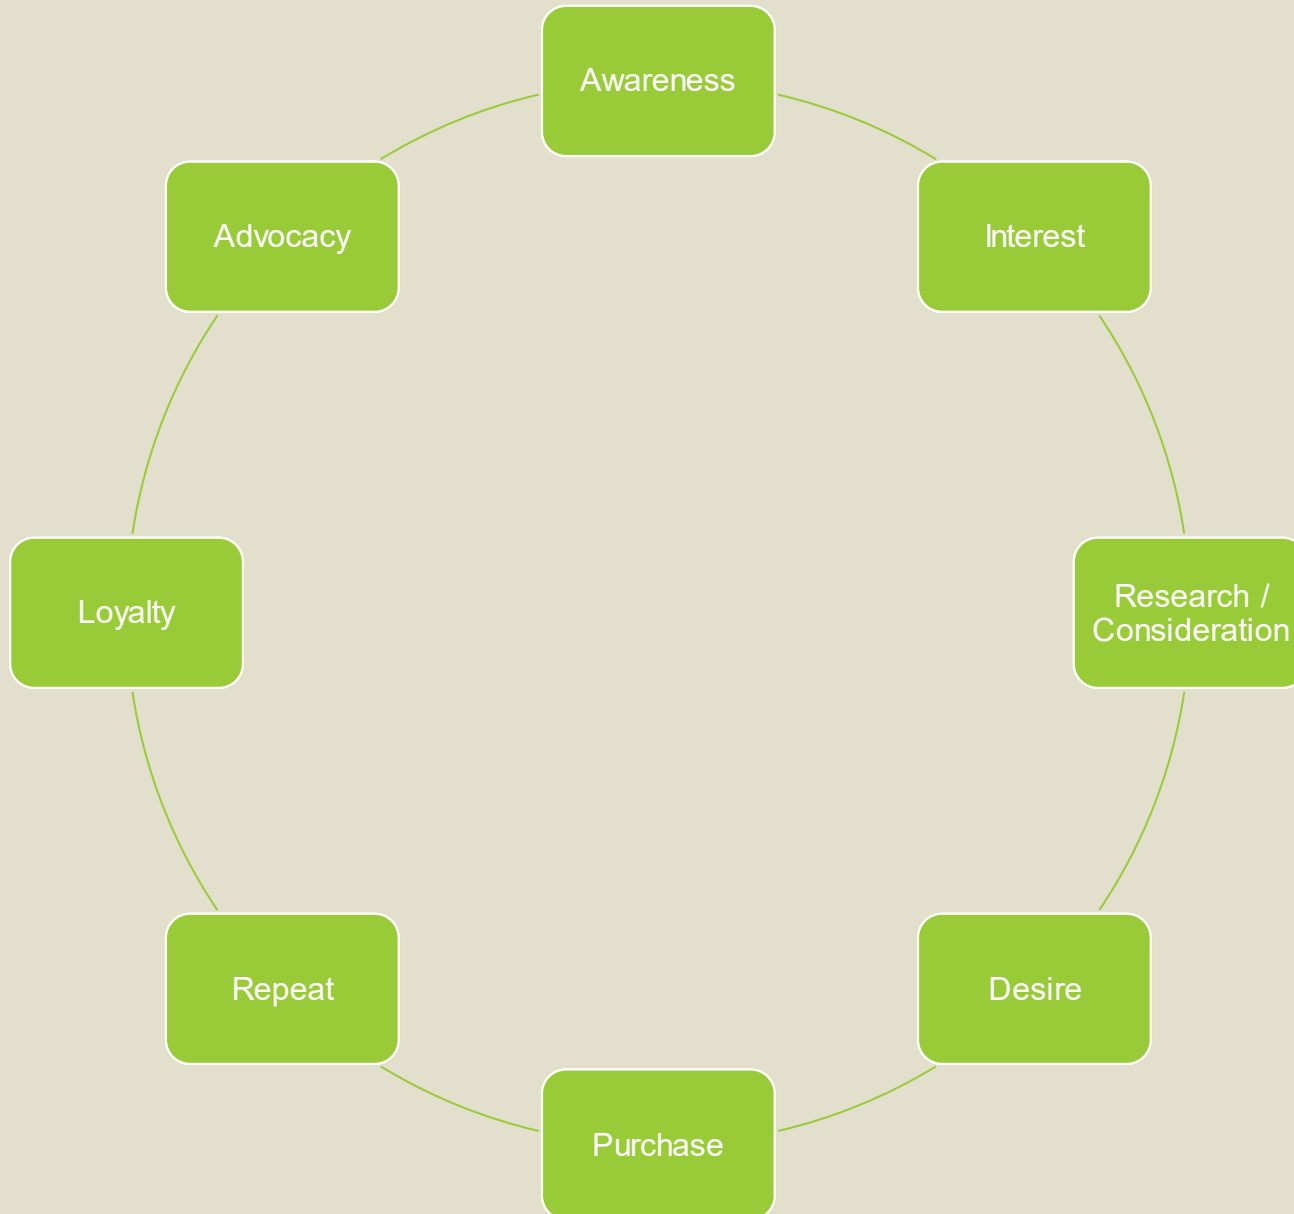 Awareness
Interest
Research /
Consideration
Desire
Purchase
Repeat
Loyalty
Advocacy